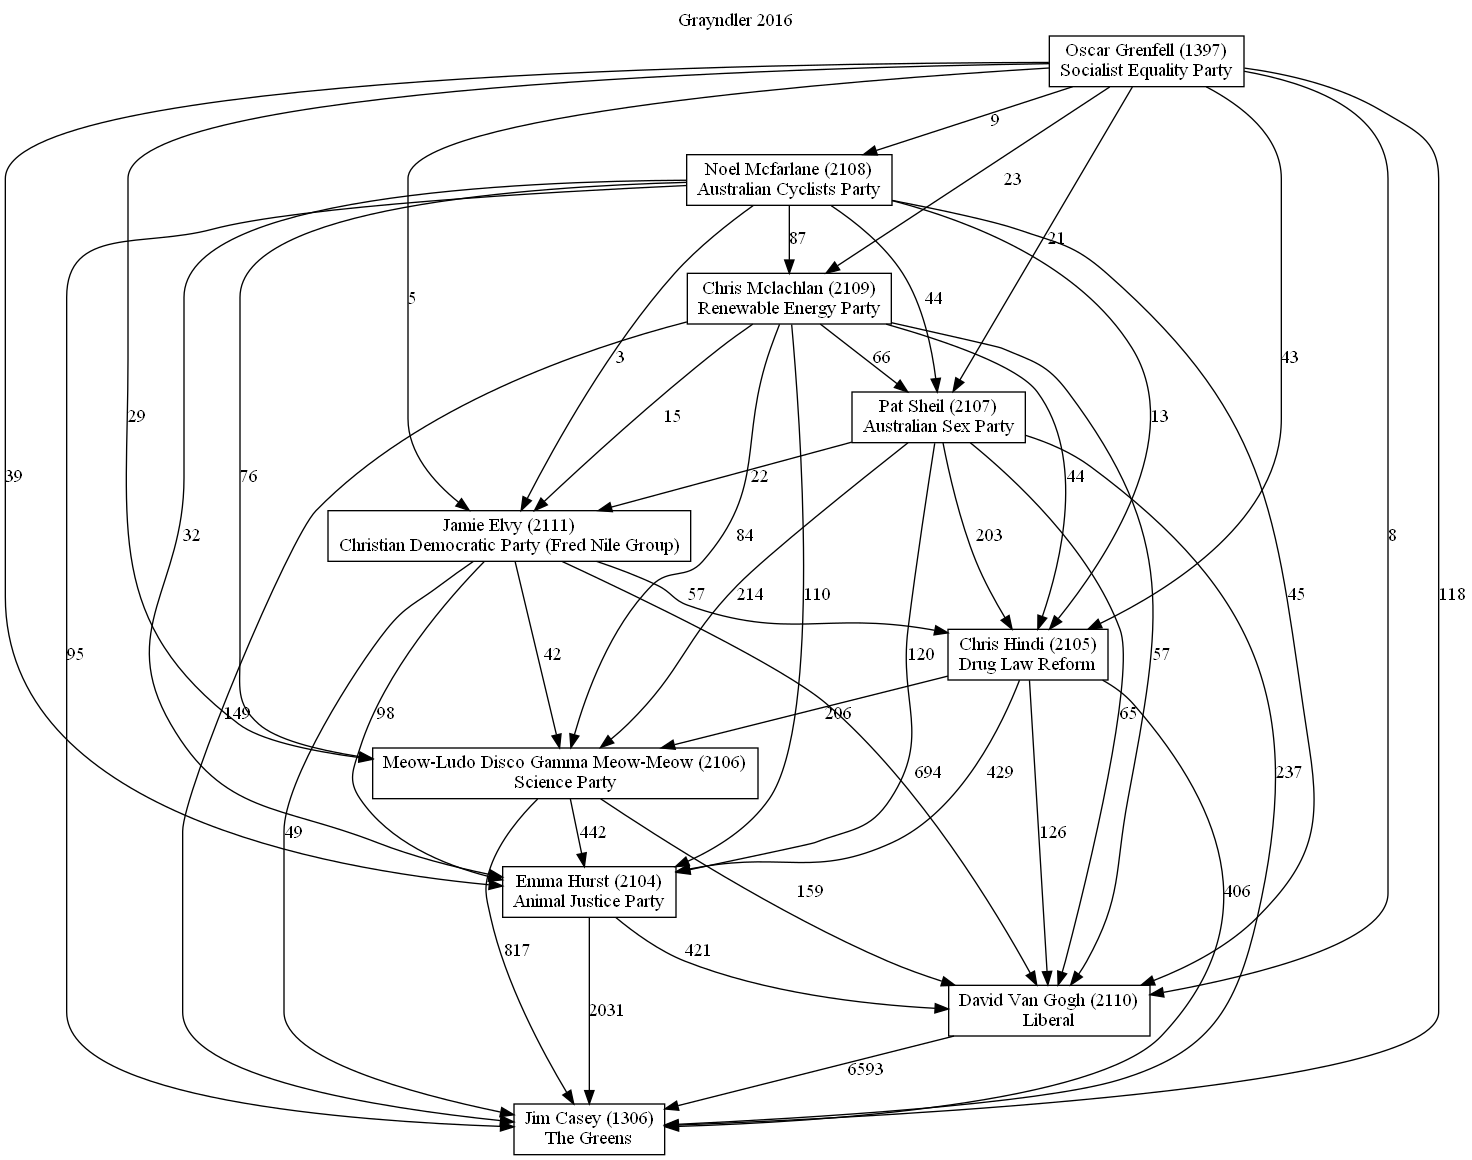 Grayndler 2016
Oscar Grenfell (1397)
Socialist Equality Party
9
Noel Mcfarlane (2108)
Australian Cyclists Party
23
87
21
Chris Mclachlan (2109)
Renewable Energy Party
5
44
3
66
43
29
15
44
13
Pat Sheil (2107)
Australian Sex Party
39
76
22
Jamie Elvy (2111)
Christian Democratic Party (Fred Nile Group)
32
84
203
8
57
214
110
45
118
Chris Hindi (2105)
Drug Law Reform
95
42
120
57
149
98
206
65
Meow-Ludo Disco Gamma Meow-Meow (2106)
Science Party
694
429
237
49
442
126
Emma Hurst (2104)
Animal Justice Party
159
406
817
421
David Van Gogh (2110)
Liberal
2031
6593
Jim Casey (1306)
The Greens